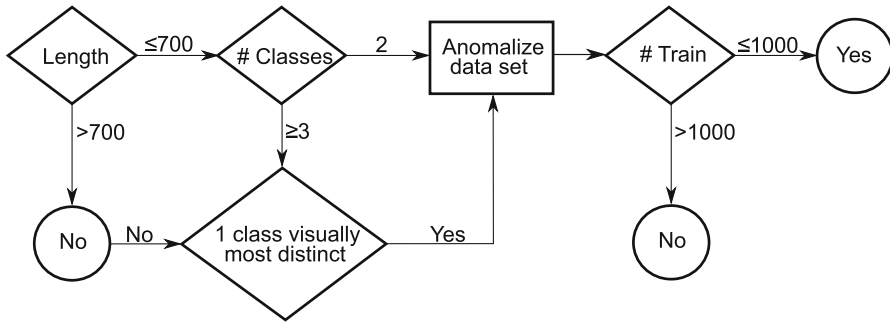 Length
≤700
# Classes
2
Anomalize
data set
# Train
≤1000
Yes
>700
≥3
>1000
No
No
1 class visually
most distinct
Yes
No